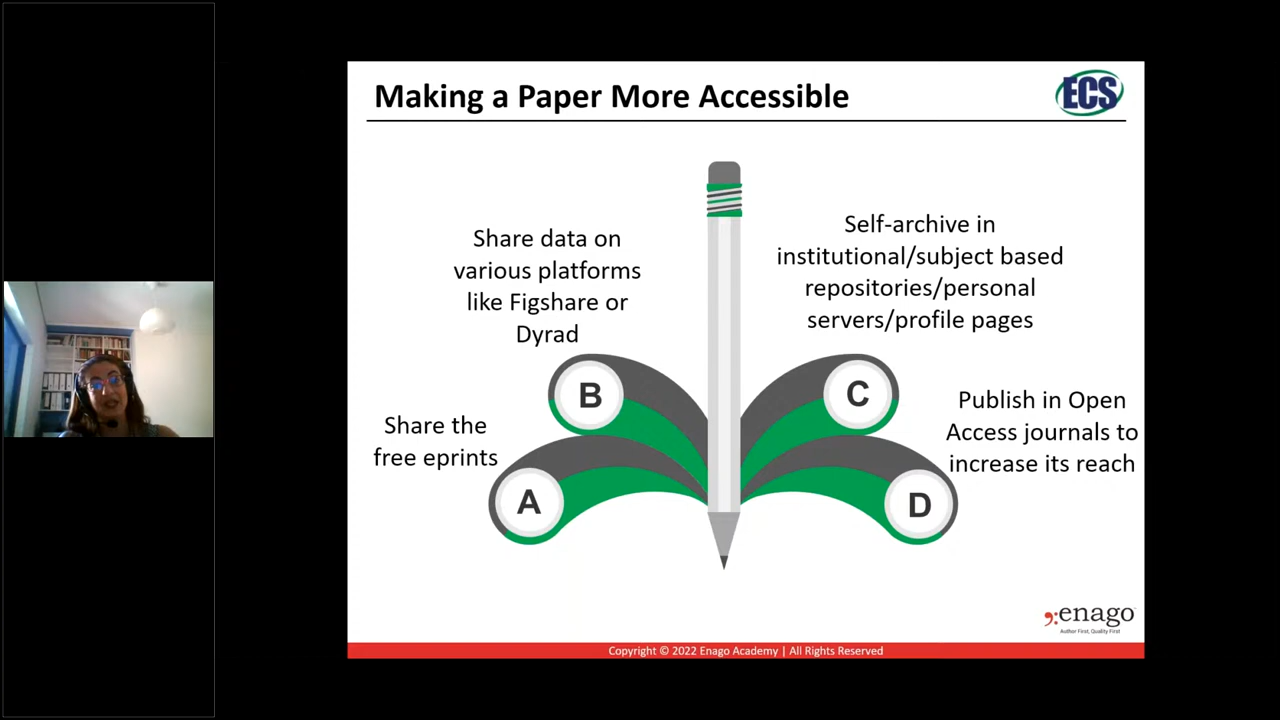 Making a Paper More Accessible
ECS
Share data on
various platforms
like Figshare or
Dyrad
Self-archive in
institutional/subject based
repositories/personal
servers/profile pages
B
C
Share the
free eprints
Publish in Open
Access journals to
increase its reach
A
D
enago
Author First, Quality First
Copyright © 2022 Enago Academy | All Rights Reserved